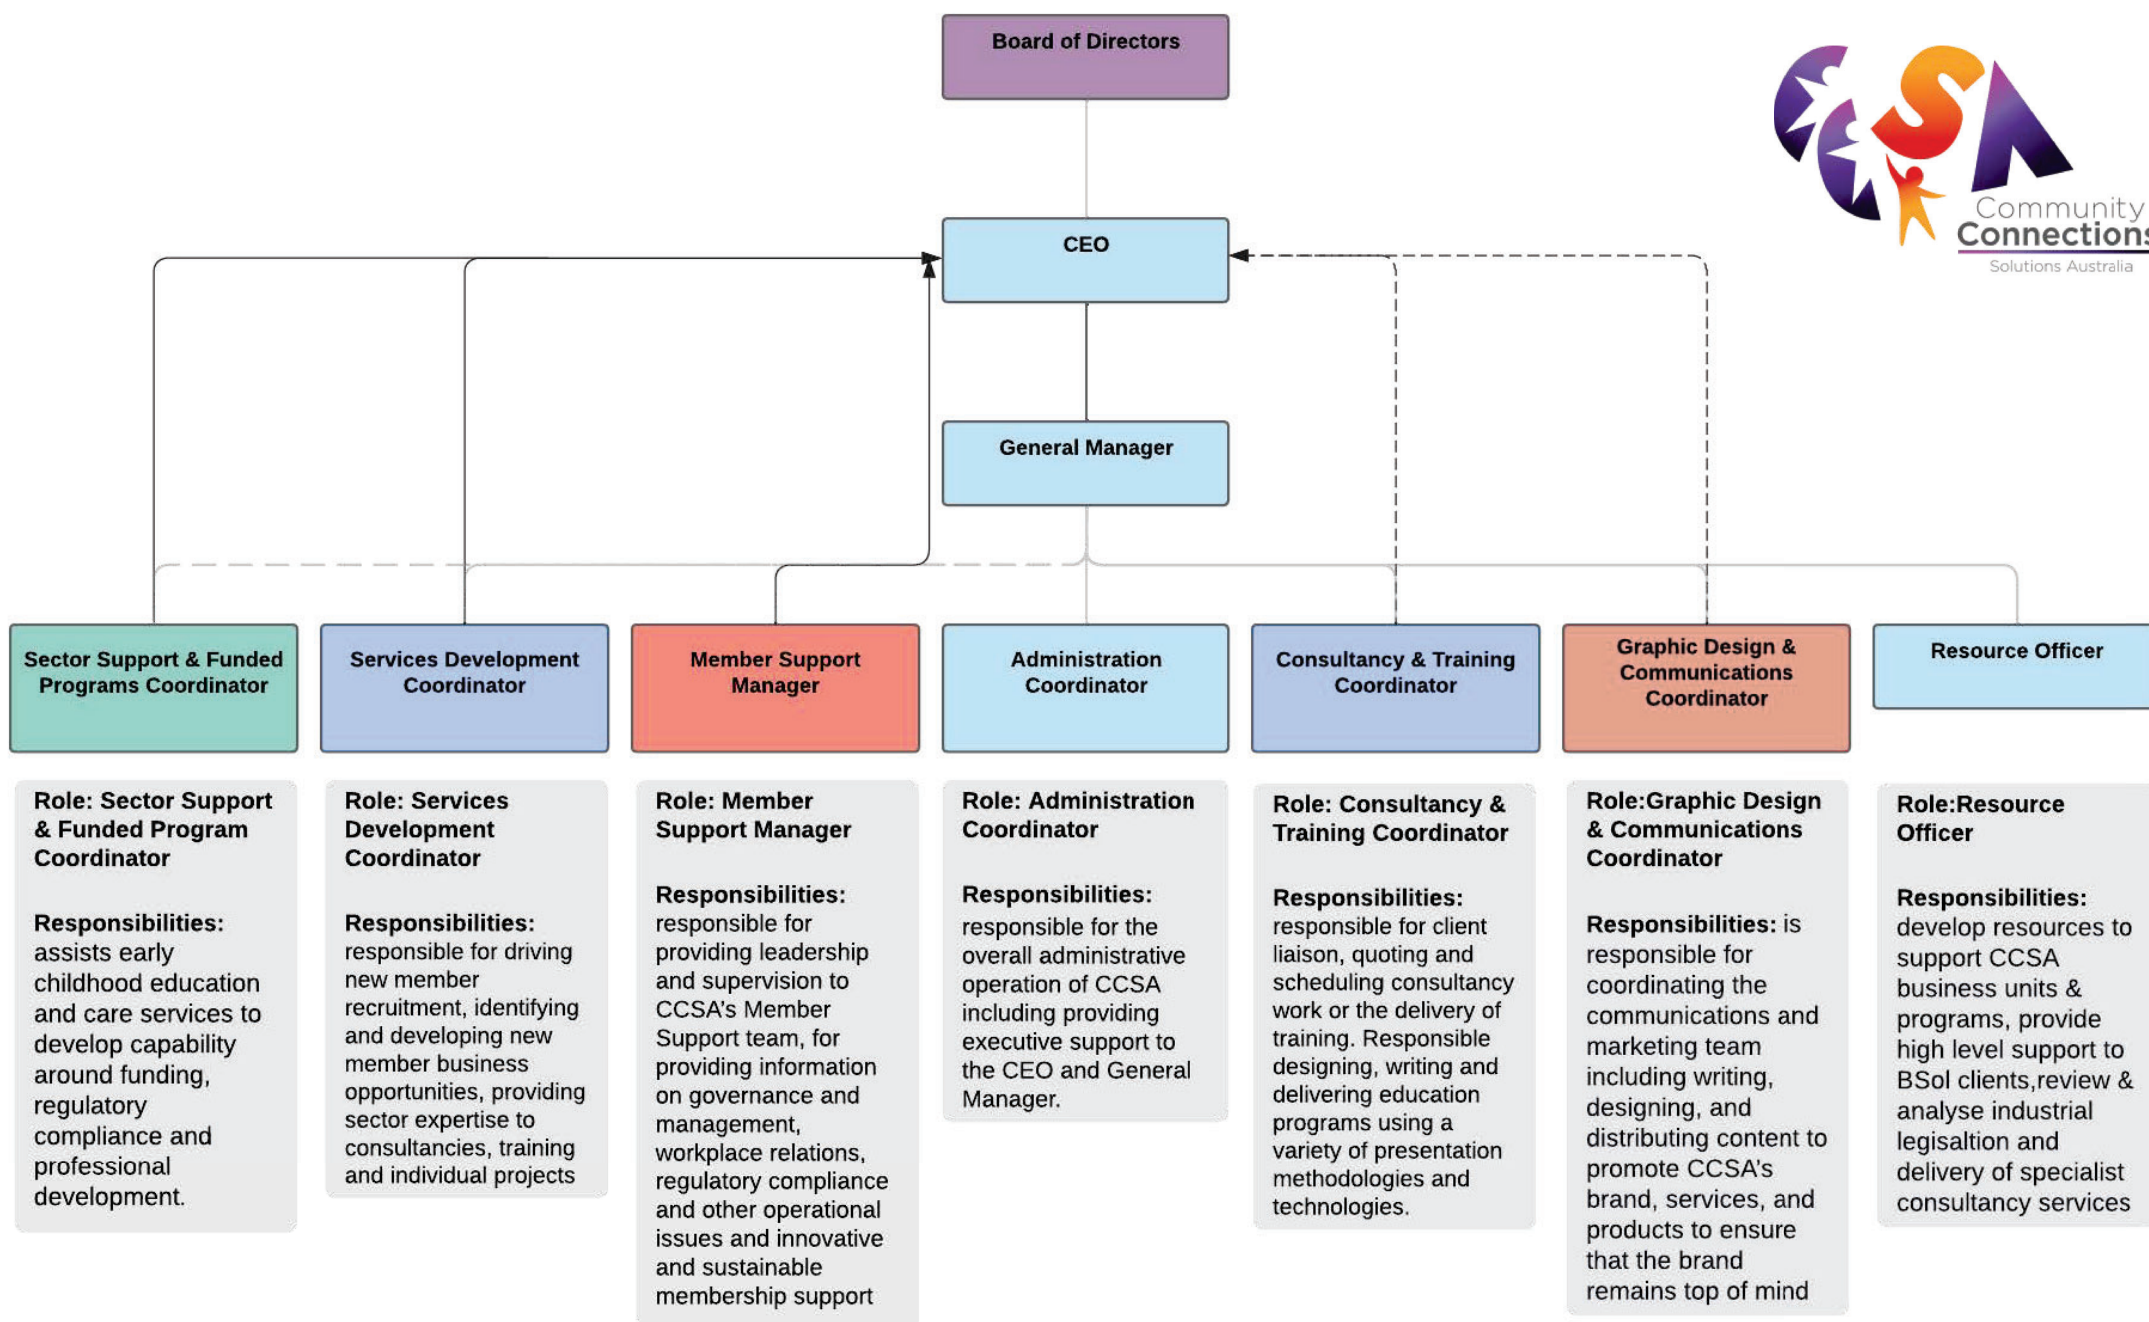 Board of Directors
CSA
Community
Connections
Solutions Australia
CEO
General Manager
Sector Support & Funded
Programs Coordinator
Services Development
Coordinator
Member Support
Manager
Administration
Coordinator
Consultancy & Training
Coordinator
Graphic Design &
Communications
Coordinator
Resource Officer
Role: Sector Support
& Funded Program
Coordinator
Responsibilities:
assists early
childhood education
and care services to
develop capability
around funding,
regulatory
compliance and
professional
development.
Role: Services
Development
Coordinator
Responsibilities:
responsible for driving
new member
recruitment, identifying
and developing new
member business
opportunities, providing
sector expertise to
consultancies, training
and individual projects
Role: Member
Support Manager
Responsibilities:
responsible for
providing leadership
and supervision to
CCSA's Member
Support team, for
providing information
on governance and
management,
workplace relations,
regulatory compliance
and other operational
issues and innovative
and sustainable
membership support
Role: Administration
Coordinator
Responsibilities:
responsible for the
overall administrative
operation of CCSA
including providing
executive support to
the CEO and General
Manager.
Role: Consultancy &
Training Coordinator
Responsibilities:
responsible for client
liaison, quoting and
scheduling consultancy
work or the delivery of
training. Responsible
designing, writing and
delivering education
programs using a
variety of presentation
methodologies and
technologies.
Role:Graphic Design
& Communications
Coordinator
Responsibilities: is
responsible for
coordinating the
communications and
marketing team
including writing,
designing, and
distributing content to
promote CCSA's
brand, services, and
products to ensure
that the brand
remains top of mind
Role:Resource
Officer
Responsibilities:
develop resources to
support CCSA
business units &
programs, provide
high level support to
BSol clients,review &
analyse industrial
legisaltion and
delivery of specialist
consultancy services